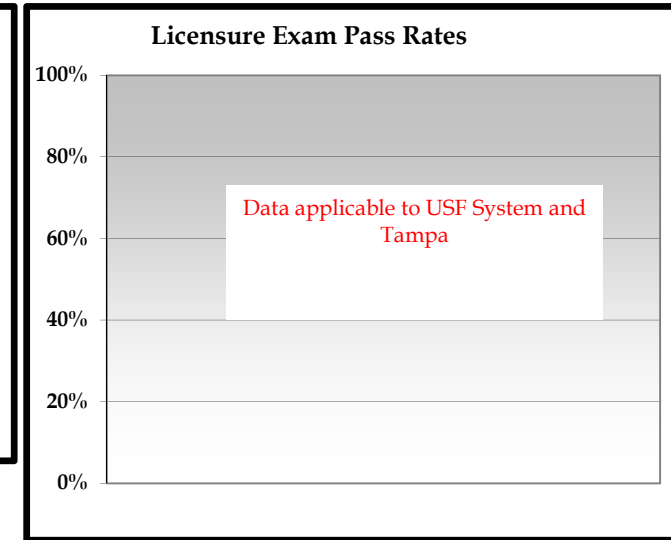 Licensure Exam Pass Rates
100%
80%
60%
40%
20%
0%
Data applicable to USF System and
Tampa